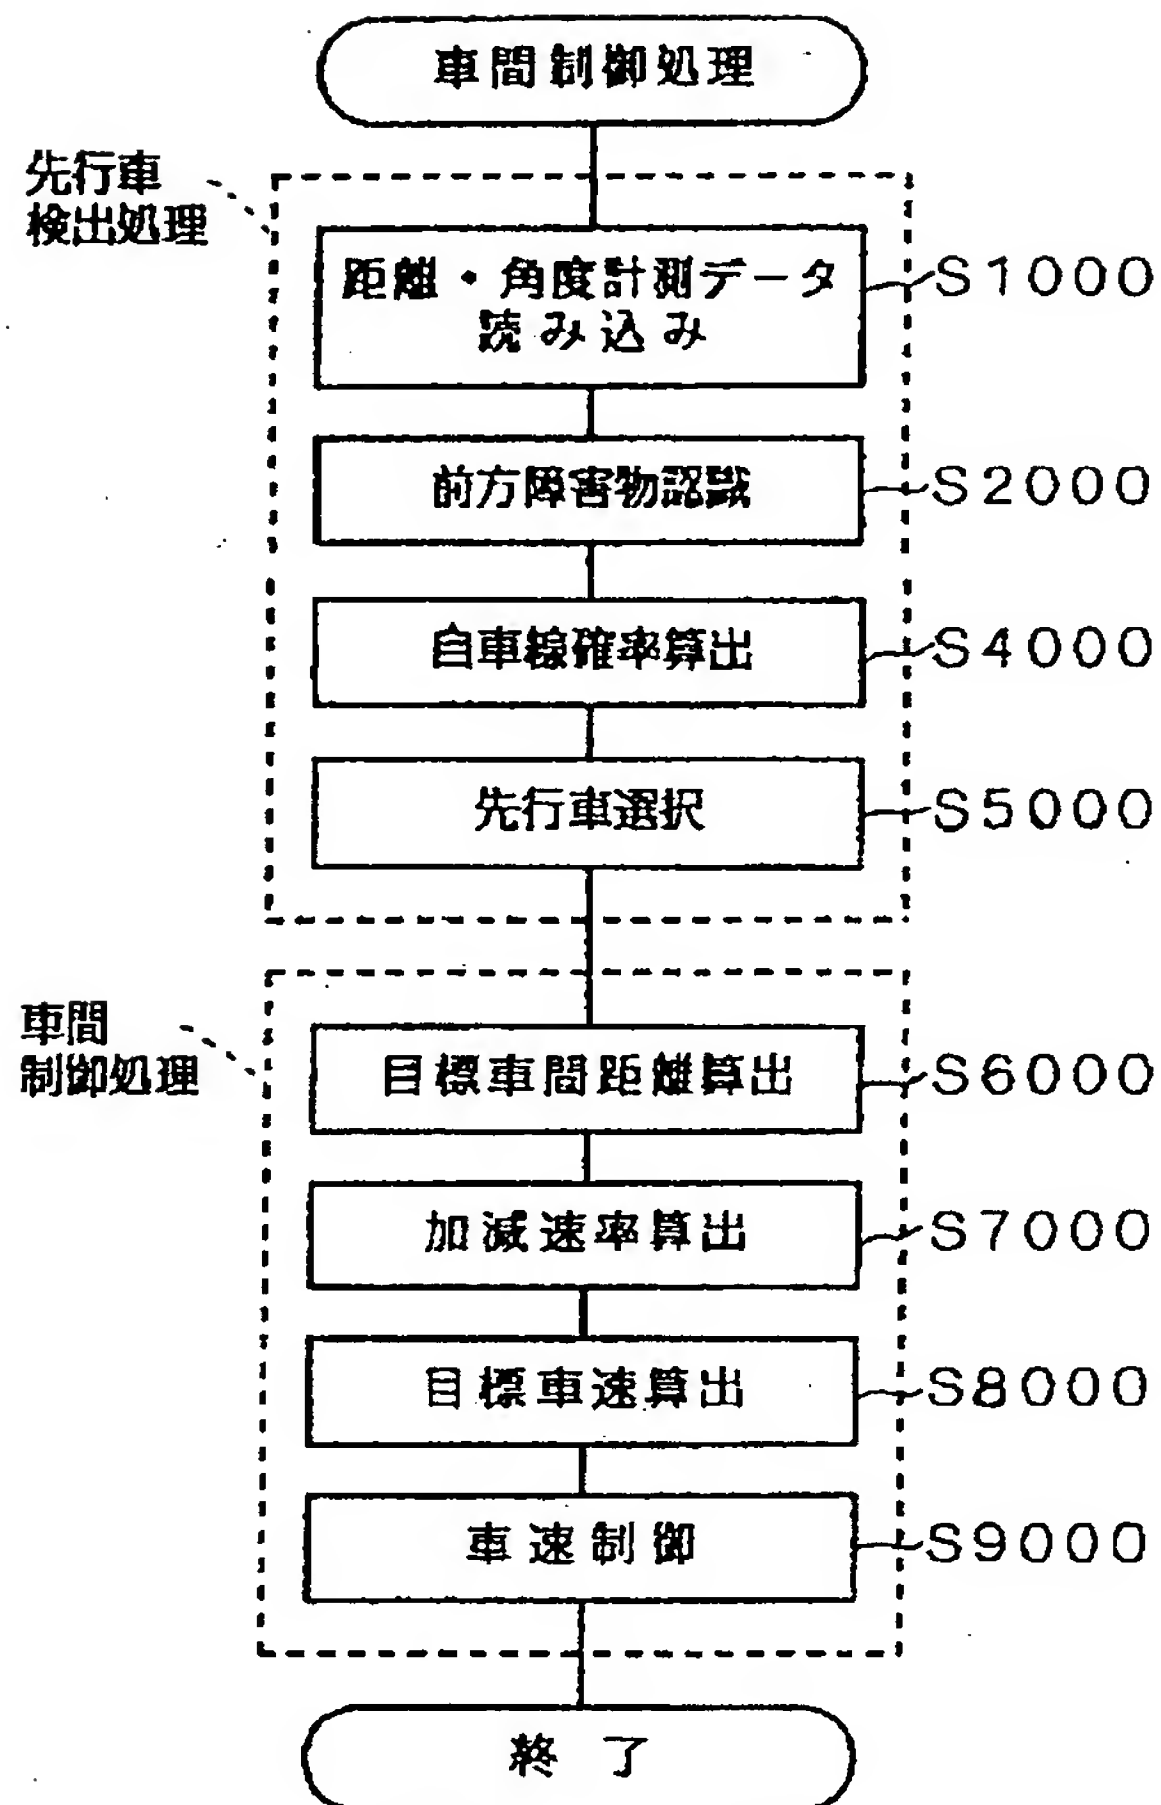 車間制御処理
先行車
検出処理
距離・角度計測データ
読み込み
S1000
前方障害物認識
S2000
自車線確率算出
S4000
先行車選択
S5000
車間
制御処理
目標車間距離算出
S6000
加減速率算出
S7000
目標車速算出
S8000
車速制御
S9000
終了